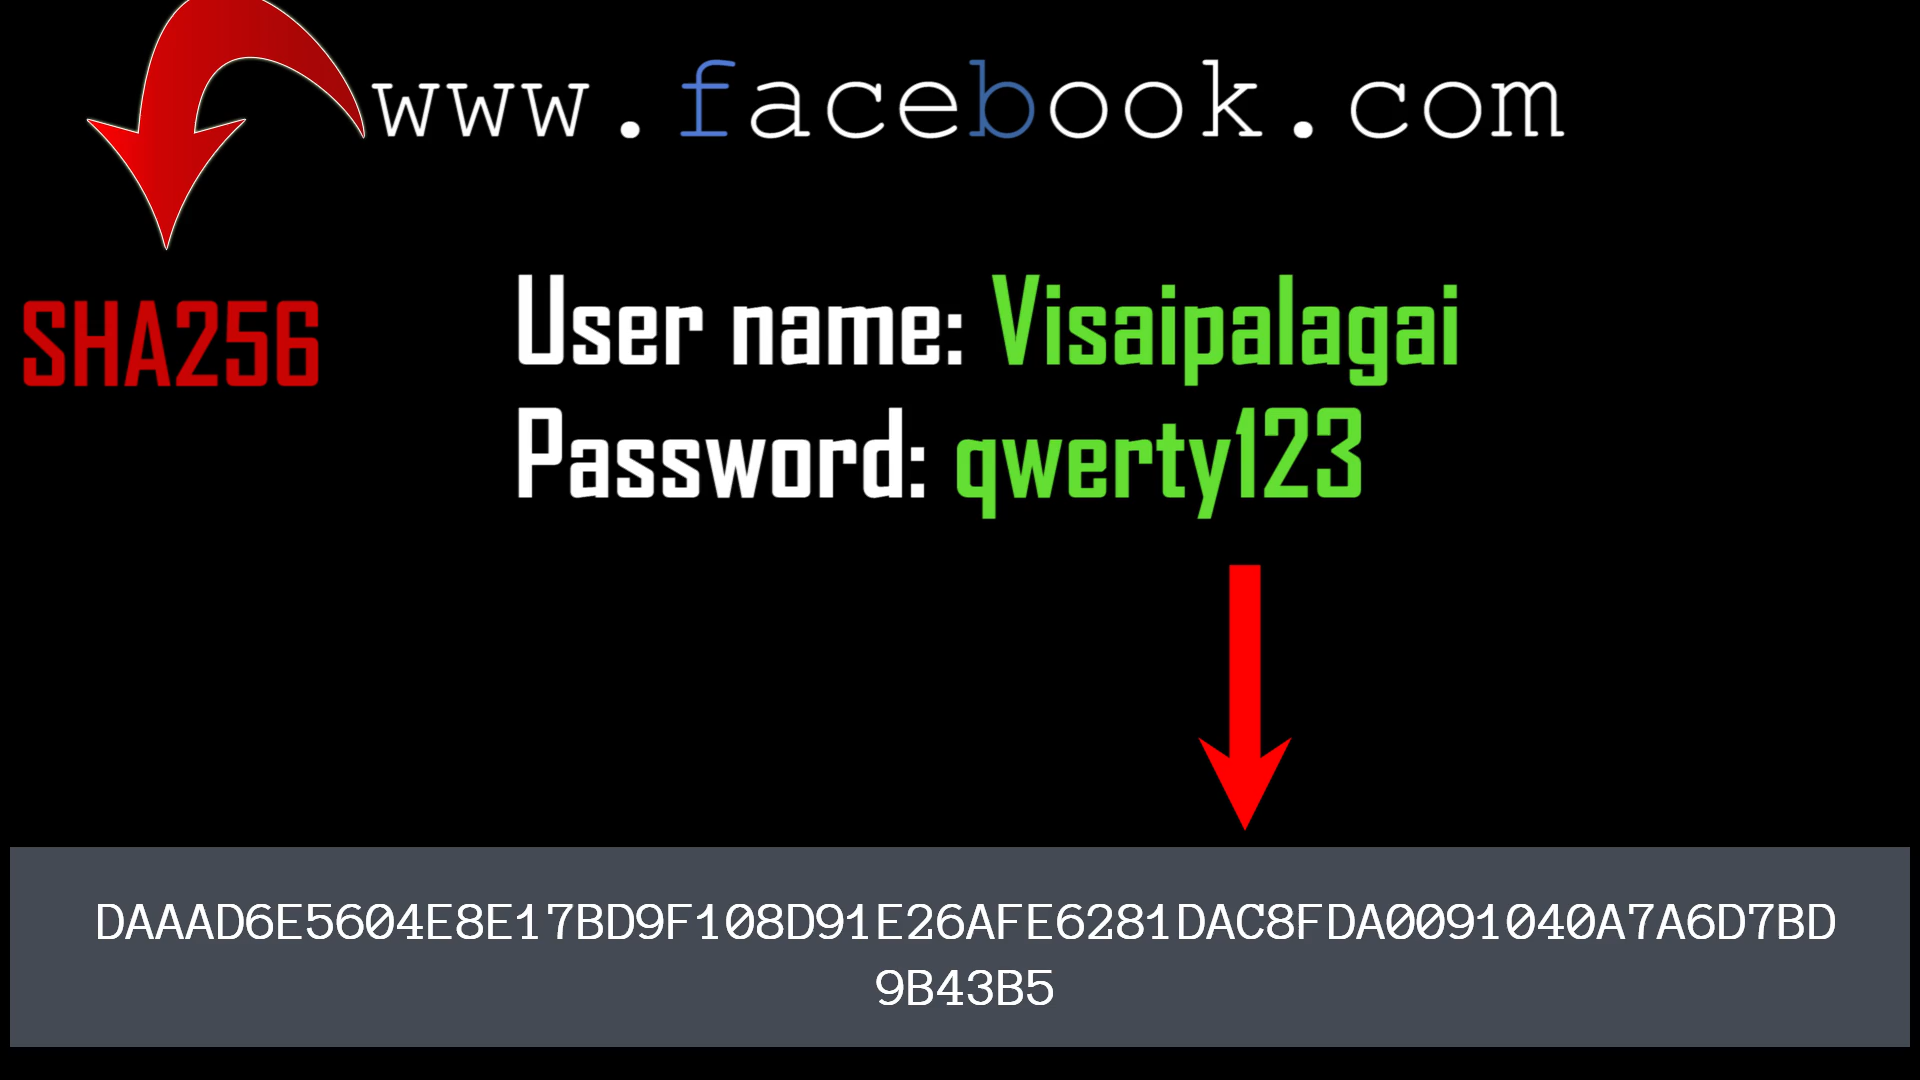 www.facebook.com
SHA256
User name: Visaipalagai
Password: qwerty123
DAAAD6E5604E8E17BD9F108D91E26AFE6281DAC8FDA0091040A7A6D7BD
9B43B5